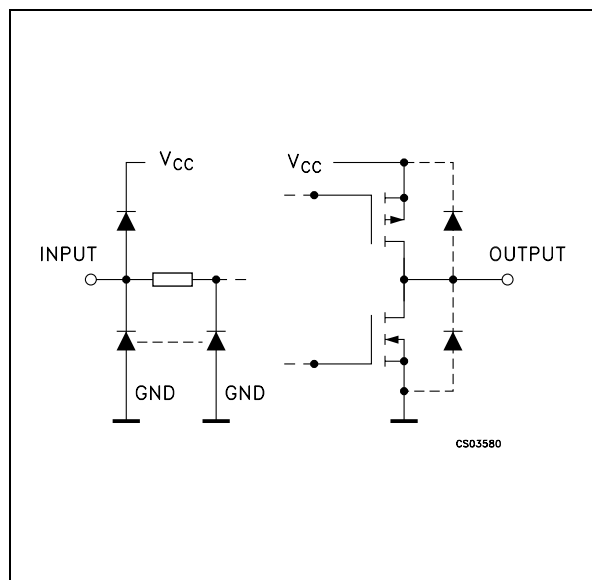 V_CC
V_CC
INPUT
OUTPUT
GND
GND
CS03580